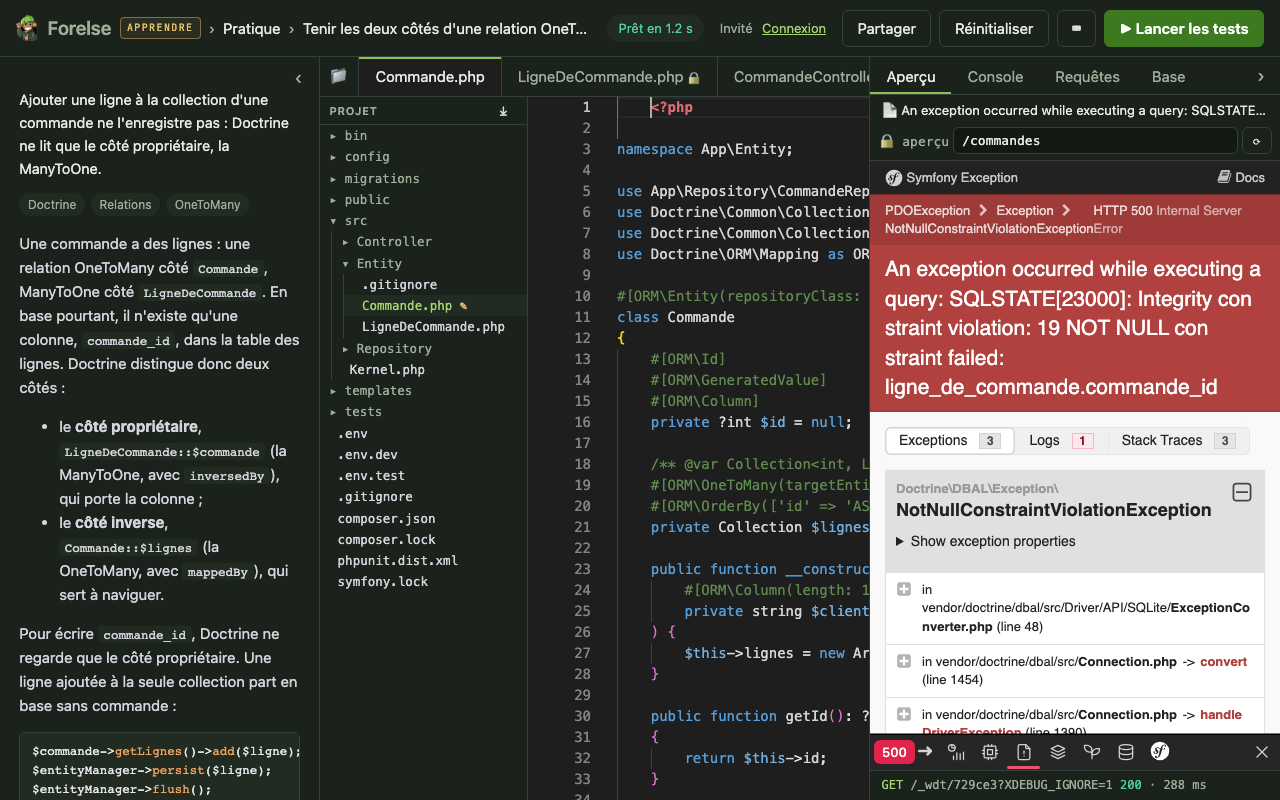 Forelse APPRENDRE › Pratique › Tenir les deux côtés d'une relation OneT... Prêt en 1.2 s Invité Connexion Partager Réinitialiser ▶ Lancer les tests
Ajouter une ligne à la collection d'une
commande ne l'enregistre pas : Doctrine
ne lit que le côté propriétaire, la
ManyToOne.
Doctrine Relations OneToMany
Une commande a des lignes : une
relation OneToMany côté Commande ,
ManyToOne côté LigneDeCommande . En
base pourtant, il n'existe qu'une
colonne, commande_id , dans la table des
lignes. Doctrine distingue donc deux
côtés :
• le côté propriétaire,
LigneDeCommande::$commande (la
ManyToOne, avec inversedBy ),
qui porte la colonne ;
• le côté inverse,
Commande::$lignes (la
OneToMany, avec mappedBy ), qui
sert à naviguer.
Pour écrire commande_id , Doctrine ne
regarde que le côté propriétaire. Une
ligne ajoutée à la seule collection part en
base sans commande :
$commande->getLignes()->add($ligne);
$entityManager->persist($ligne);
$entityManager->flush();
Commande.php LigneDeCommande.php CommandeControlle
PROJET
bin
config
migrations
public
src
Controller
Entity
.gitignore
Commande.php
LigneDeCommande.php
Repository
Kernel.php
templates
tests
.env
.env.dev
.env.test
.gitignore
composer.json
composer.lock
phpunit.dist.xml
symfony.lock
1 <?php
2
3 namespace App\Entity;
4
5 use App\Repository\CommandeRep
6 use Doctrine\Common\Collection
7 use Doctrine\Common\Collection
8 use Doctrine\ORM\Mapping as OR
9
10 #[ORM\Entity(repositoryClass:
11 class Commande
12 {
13 #[ORM\Id]
14 #[ORM\GeneratedValue]
15 #[ORM\Column]
16 private ?int $id = null;
17
18 /** @var Collection<int, L
19 #[ORM\OneToMany(targetEnti
20 #[ORM\OrderBy(['id' => 'AS
21 private Collection $lignes
22
23 public function __construc
24 #[ORM\Column(length: 1
25 private string $client
26 ) {
27 $this->lignes = new Ar
28 }
29
30 public function getId(): ?
31 {
32 return $this->id;
33 }
34
Aperçu Console Requêtes Base ›
An exception occurred while executing a query: SQLSTATE...
aperçu /commandes
Symfony Exception Docs
PDOException Exception HTTP 500 Internal Server
NotNullConstraintViolationException Error
An exception occurred while executing a
query: SQLSTATE[23000]: Integrity con
straint violation: 19 NOT NULL con
straint failed:
ligne_de_commande.commande_id
Exceptions 3 Logs 1 Stack Traces 3
Doctrine\DBAL\Exception\
NotNullConstraintViolationException
▶ Show exception properties
in
vendor/doctrine/dbal/src/Driver/API/SQLite/ExceptionCo
nverter.php (line 48)
in vendor/doctrine/dbal/src/Connection.php -> convert
(line 1454)
in vendor/doctrine/dbal/src/Connection.php -> handle
DriverException (line 1390)
500
GET /_wdt/729ce3?XDEBUG_IGNORE=1 200 · 288 ms